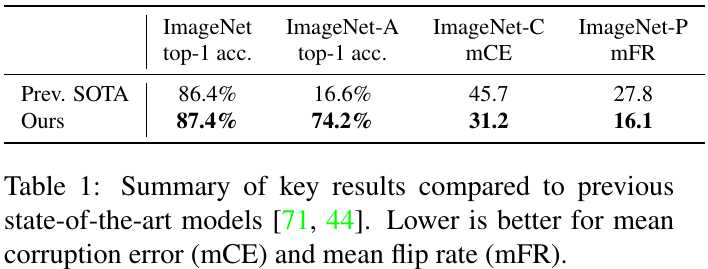 ImageNet ImageNet-A ImageNet-C ImageNet-P
top-1 acc. top-1 acc. mCE mFR
Prev. SOTA 86.4% 16.6% 45.7 27.8
Ours 87.4% 74.2% 31.2 16.1
Table 1: Summary of key results compared to previous
state-of-the-art models [71, 44]. Lower is better for mean
corruption error (mCE) and mean flip rate (mFR).